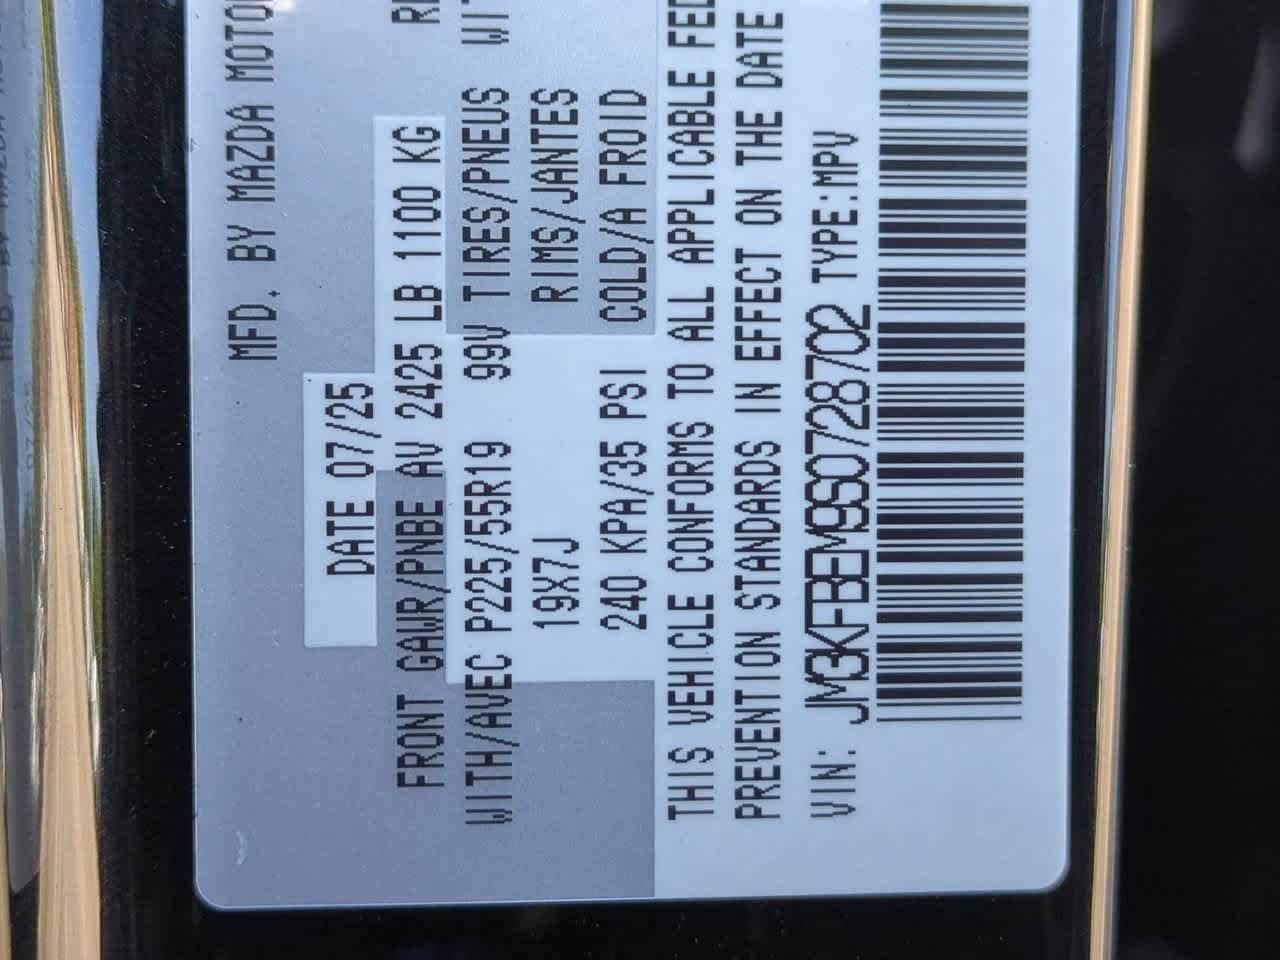 MFD. BY MAZDA
DATE 07/25
FRONT GAWR/PNBE AV 2425 LB 1100 KG
WITH/AVEC P225/55R19 99V TIRES/PNEUS
19X7J RIMS/JANTES
240 KPA/35 PSI COLD/A FROID
THIS VEHICLE CONFORMS TO ALL APPLICABLE
PREVENTION STANDARDS IN EFFECT ON THE DATE
VIN: JM3KFBEM9S0728702 TYPE:MPV